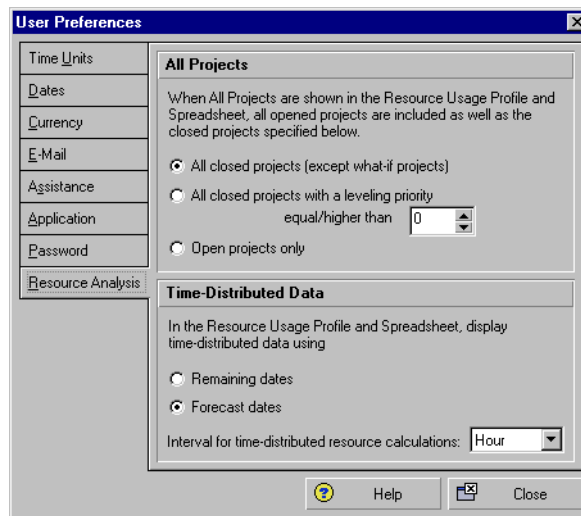 User Preferences
Time Units
Dates
Currency
E-Mail
Assistance
Application
Password
Resource Analysis
All Projects
When All Projects are shown in the Resource Usage Profile and
Spreadsheet, all opened projects are included as well as the
closed projects specified below.
All closed projects (except what-if projects)
All closed projects with a leveling priority
equal/higher than 0
Open projects only
Time-Distributed Data
In the Resource Usage Profile and Spreadsheet, display
time-distributed data using
Remaining dates
Forecast dates
Interval for time-distributed resource calculations: Hour
Help
Close